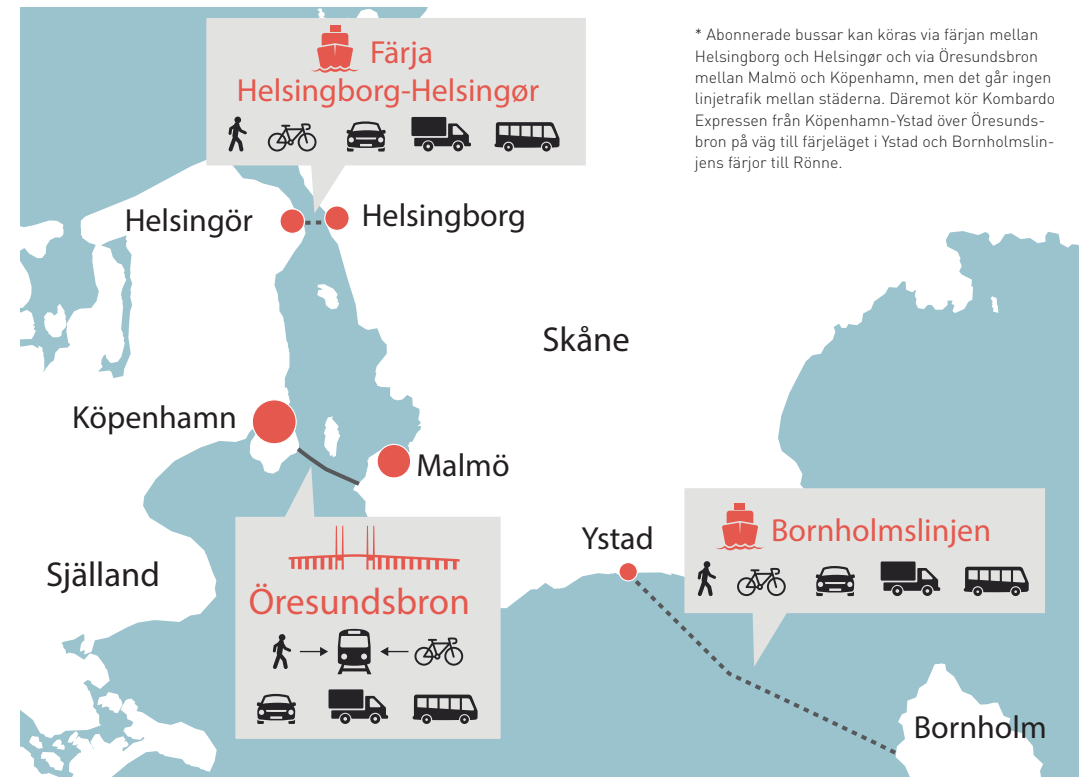 Färja
Helsingborg-Helsingør
* Abonnerade bussar kan köras via färjan mellan
Helsingborg och Helsingør och via Öresundsbron
mellan Malmö och Köpenhamn, men det går ingen
linjetrafik mellan städerna. Däremot kör Kombardo
Expressen från Köpenhamn-Ystad över Öresunds-
bron på väg till färjeläget i Ystad och Bornholmslin-
jens färjor till Rönne.
Helsingör
Helsingborg
Skåne
Köpenhamn
Malmö
Ystad
Bornholmslinjen
Själland
Öresundsbron
Bornholm